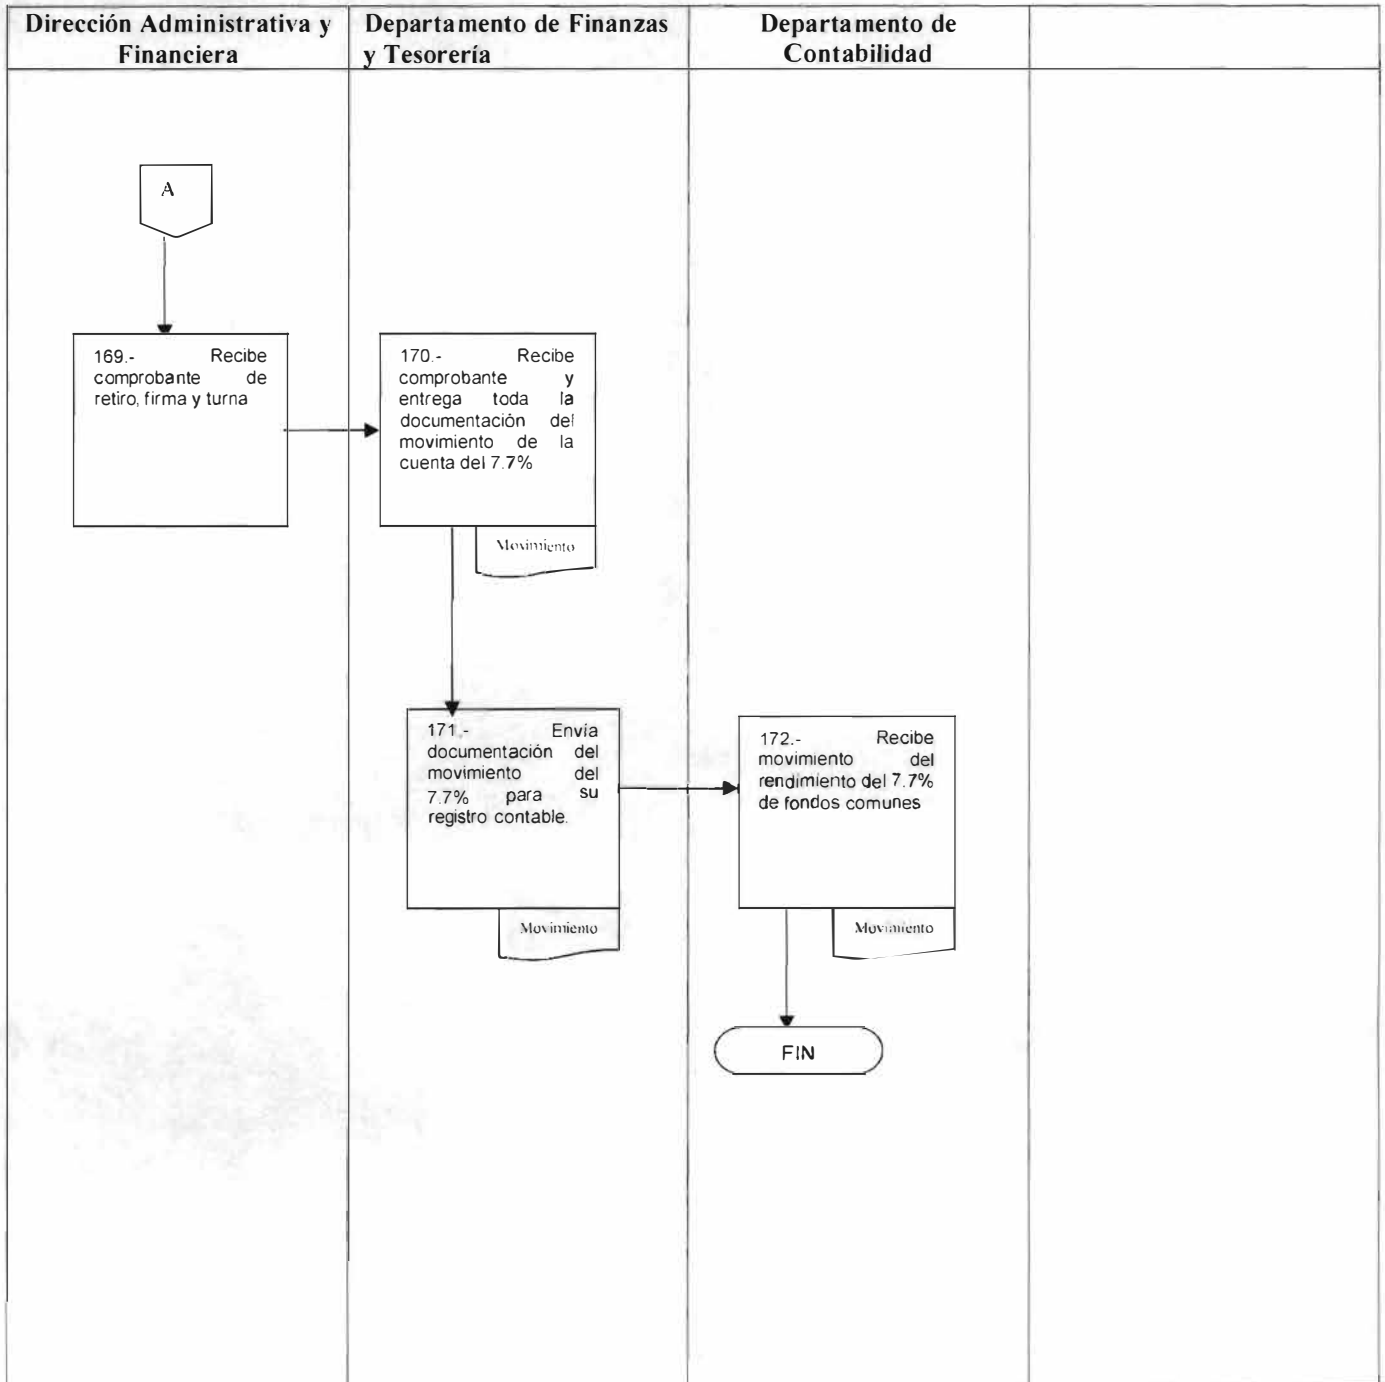 Dirección Administrativa y
Financiera
Departamento de Finanzas
y Tesorería
Departamento de
Contabilidad
A
169.- Recibe
comprobante de
retiro, firma y turna
170.- Recibe
comprobante y
entrega toda la
documentación del
movimiento de la
cuenta del 7.7%
Movimiento
171.- Envía
documentación del
movimiento del
7.7% para su
registro contable.
Movimiento
172.- Recibe
movimiento del
rendimiento del 7.7%
de fondos comunes
Movimiento
FIN